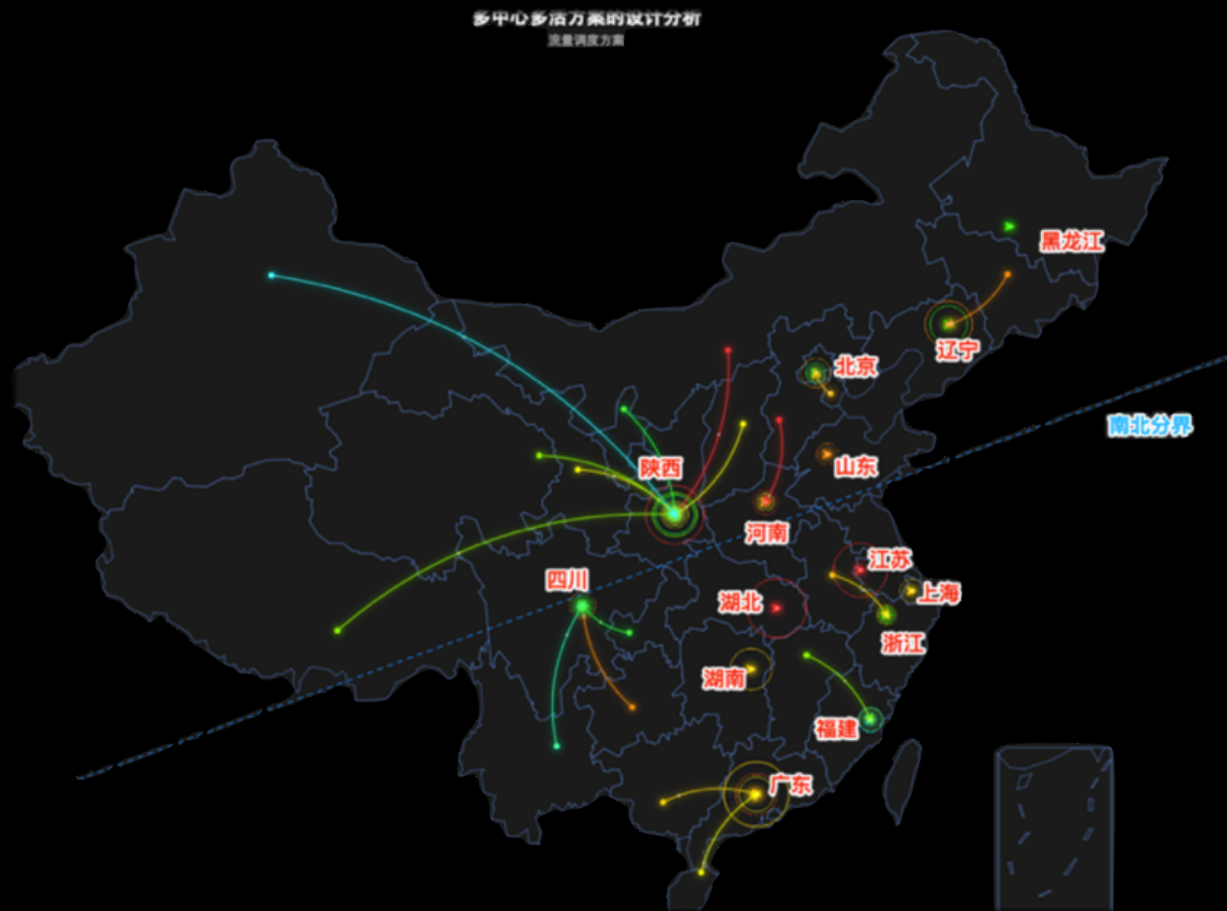 多中心多活方案的设计分析
流量调度方案
黑龙江
辽宁
北京
南北分界
陕西
山东
河南
江苏
四川
上海
湖北
浙江
湖南
福建
广东